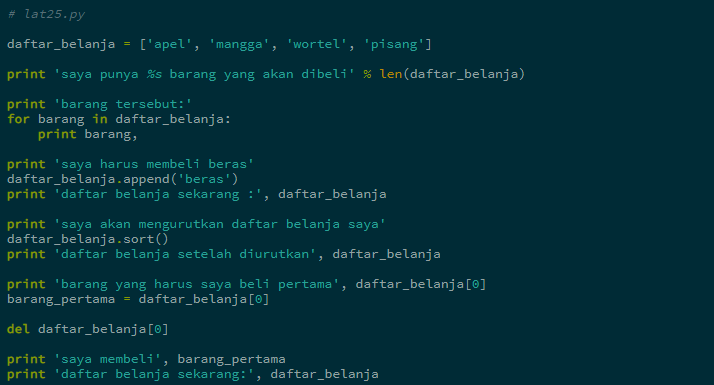 # lat25.py
daftar_belanja = ['apel', 'mangga', 'wortel', 'pisang']
print 'saya punya %s barang yang akan dibeli' % len(daftar_belanja)
print 'barang tersebut:'
for barang in daftar_belanja:
    print barang,
print 'saya harus membeli beras'
daftar_belanja.append('beras')
print 'daftar belanja sekarang :', daftar_belanja
print 'saya akan mengurutkan daftar belanja saya'
daftar_belanja.sort()
print 'daftar belanja setelah diurutkan', daftar_belanja
print 'barang yang harus saya beli pertama', daftar_belanja[0]
barang_pertama = daftar_belanja[0]
del daftar_belanja[0]
print 'saya membeli', barang_pertama
print 'daftar belanja sekarang:', daftar_belanja